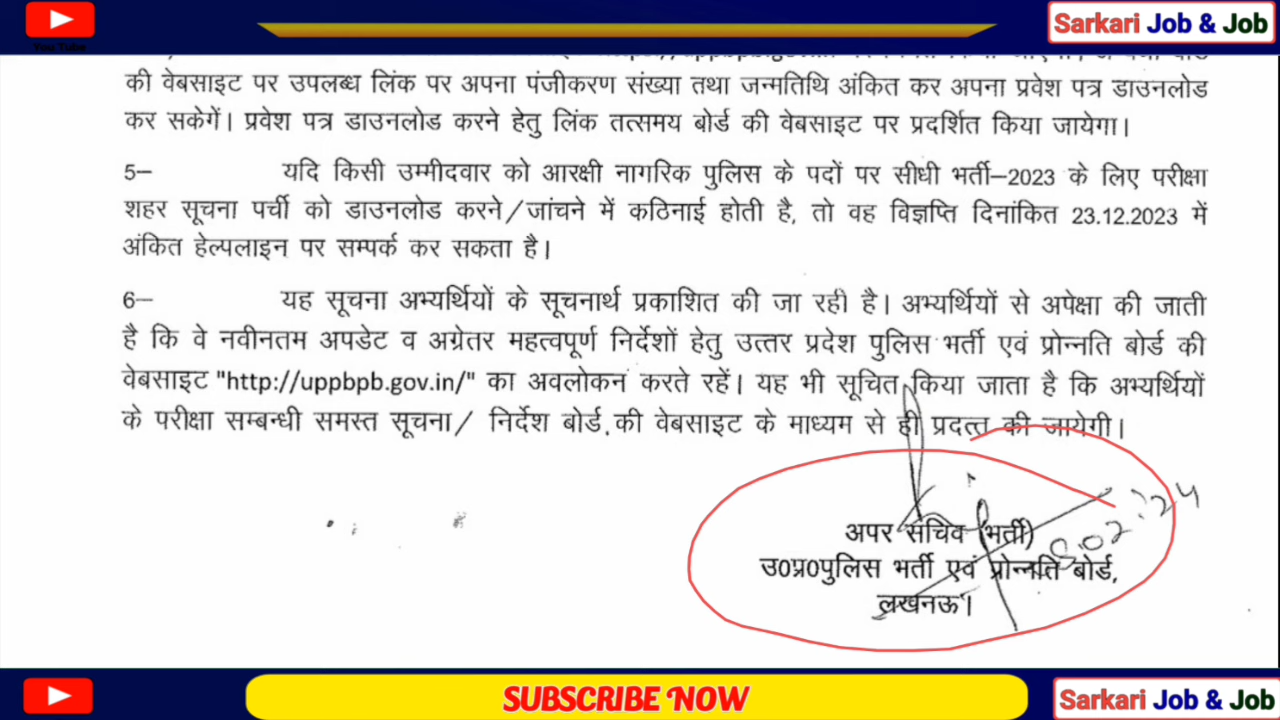 You Tube
Sarkari Job & Job
की वेबसाइट पर उपलब्ध लिंक पर अपना पंजीकरण संख्या तथा जन्मतिथि अंकित कर अपना प्रवेश पत्र डाउनलोड
कर सकेगें। प्रवेश पत्र डाउनलोड करने हेतु लिंक तत्समय बोर्ड की वेबसाइट पर प्रदर्शित किया जायेगा।
5— यदि किसी उम्मीदवार को आरक्षी नागरिक पुलिस के पदों पर सीधी भर्ती—2023 के लिए परीक्षा
शहर सूचना पर्ची को डाउनलोड करने/जांचने में कठिनाई होती है, तो वह विज्ञप्ति दिनांकित 23.12.2023 में
अंकित हेल्पलाइन पर सम्पर्क कर सकता है।
6— यह सूचना अभ्यर्थियों के सूचनार्थ प्रकाशित की जा रही है। अभ्यर्थियों से अपेक्षा की जाती
है कि वे नवीनतम अपडेट व अग्रेतर महत्वपूर्ण निर्देशों हेतु उत्तर प्रदेश पुलिस भर्ती एवं प्रोन्नति बोर्ड की
वेबसाइट "http://uppbpb.gov.in/" का अवलोकन करते रहें। यह भी सूचित किया जाता है कि अभ्यर्थियों
के परीक्षा सम्बन्धी समस्त सूचना/ निर्देश बोर्ड की वेबसाइट के माध्यम से ही प्रदत्त की जायेगी।
अपर सचिव (भर्ती)
उ0प्र0पुलिस भर्ती एवं प्रोन्नति बोर्ड,
लखनऊ।
SUBSCRIBE NOW
Sarkari Job & Job